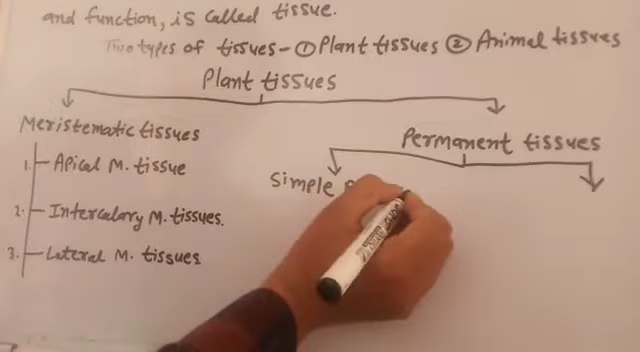 and function, is called tissue.
Two types of tissues- ① Plant tissues ② Animal tissues
Plant tissues
Meristematic tissues
Permanent tissues
1. Apical M. tissue
Simple
2. Intercalary M. tissues.
3. Lateral M. tissues